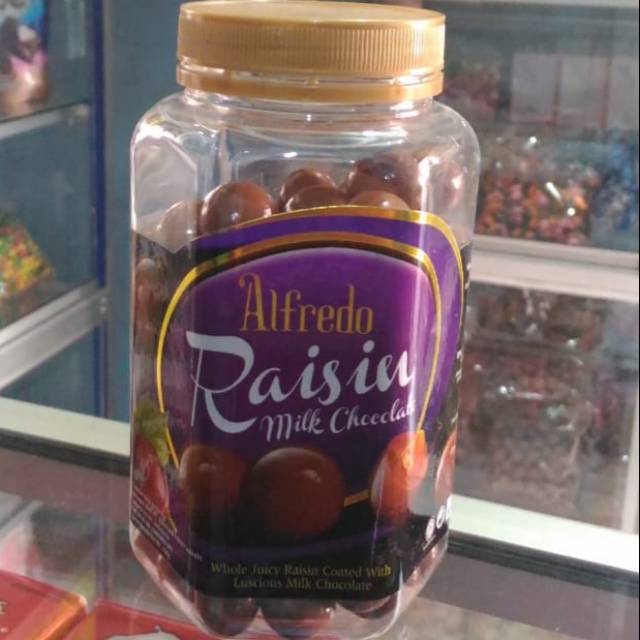 Alfredo
Raisin
Milk Chocolate
Whole Juicy Raisin Coated With
Luscious Milk Chocolate